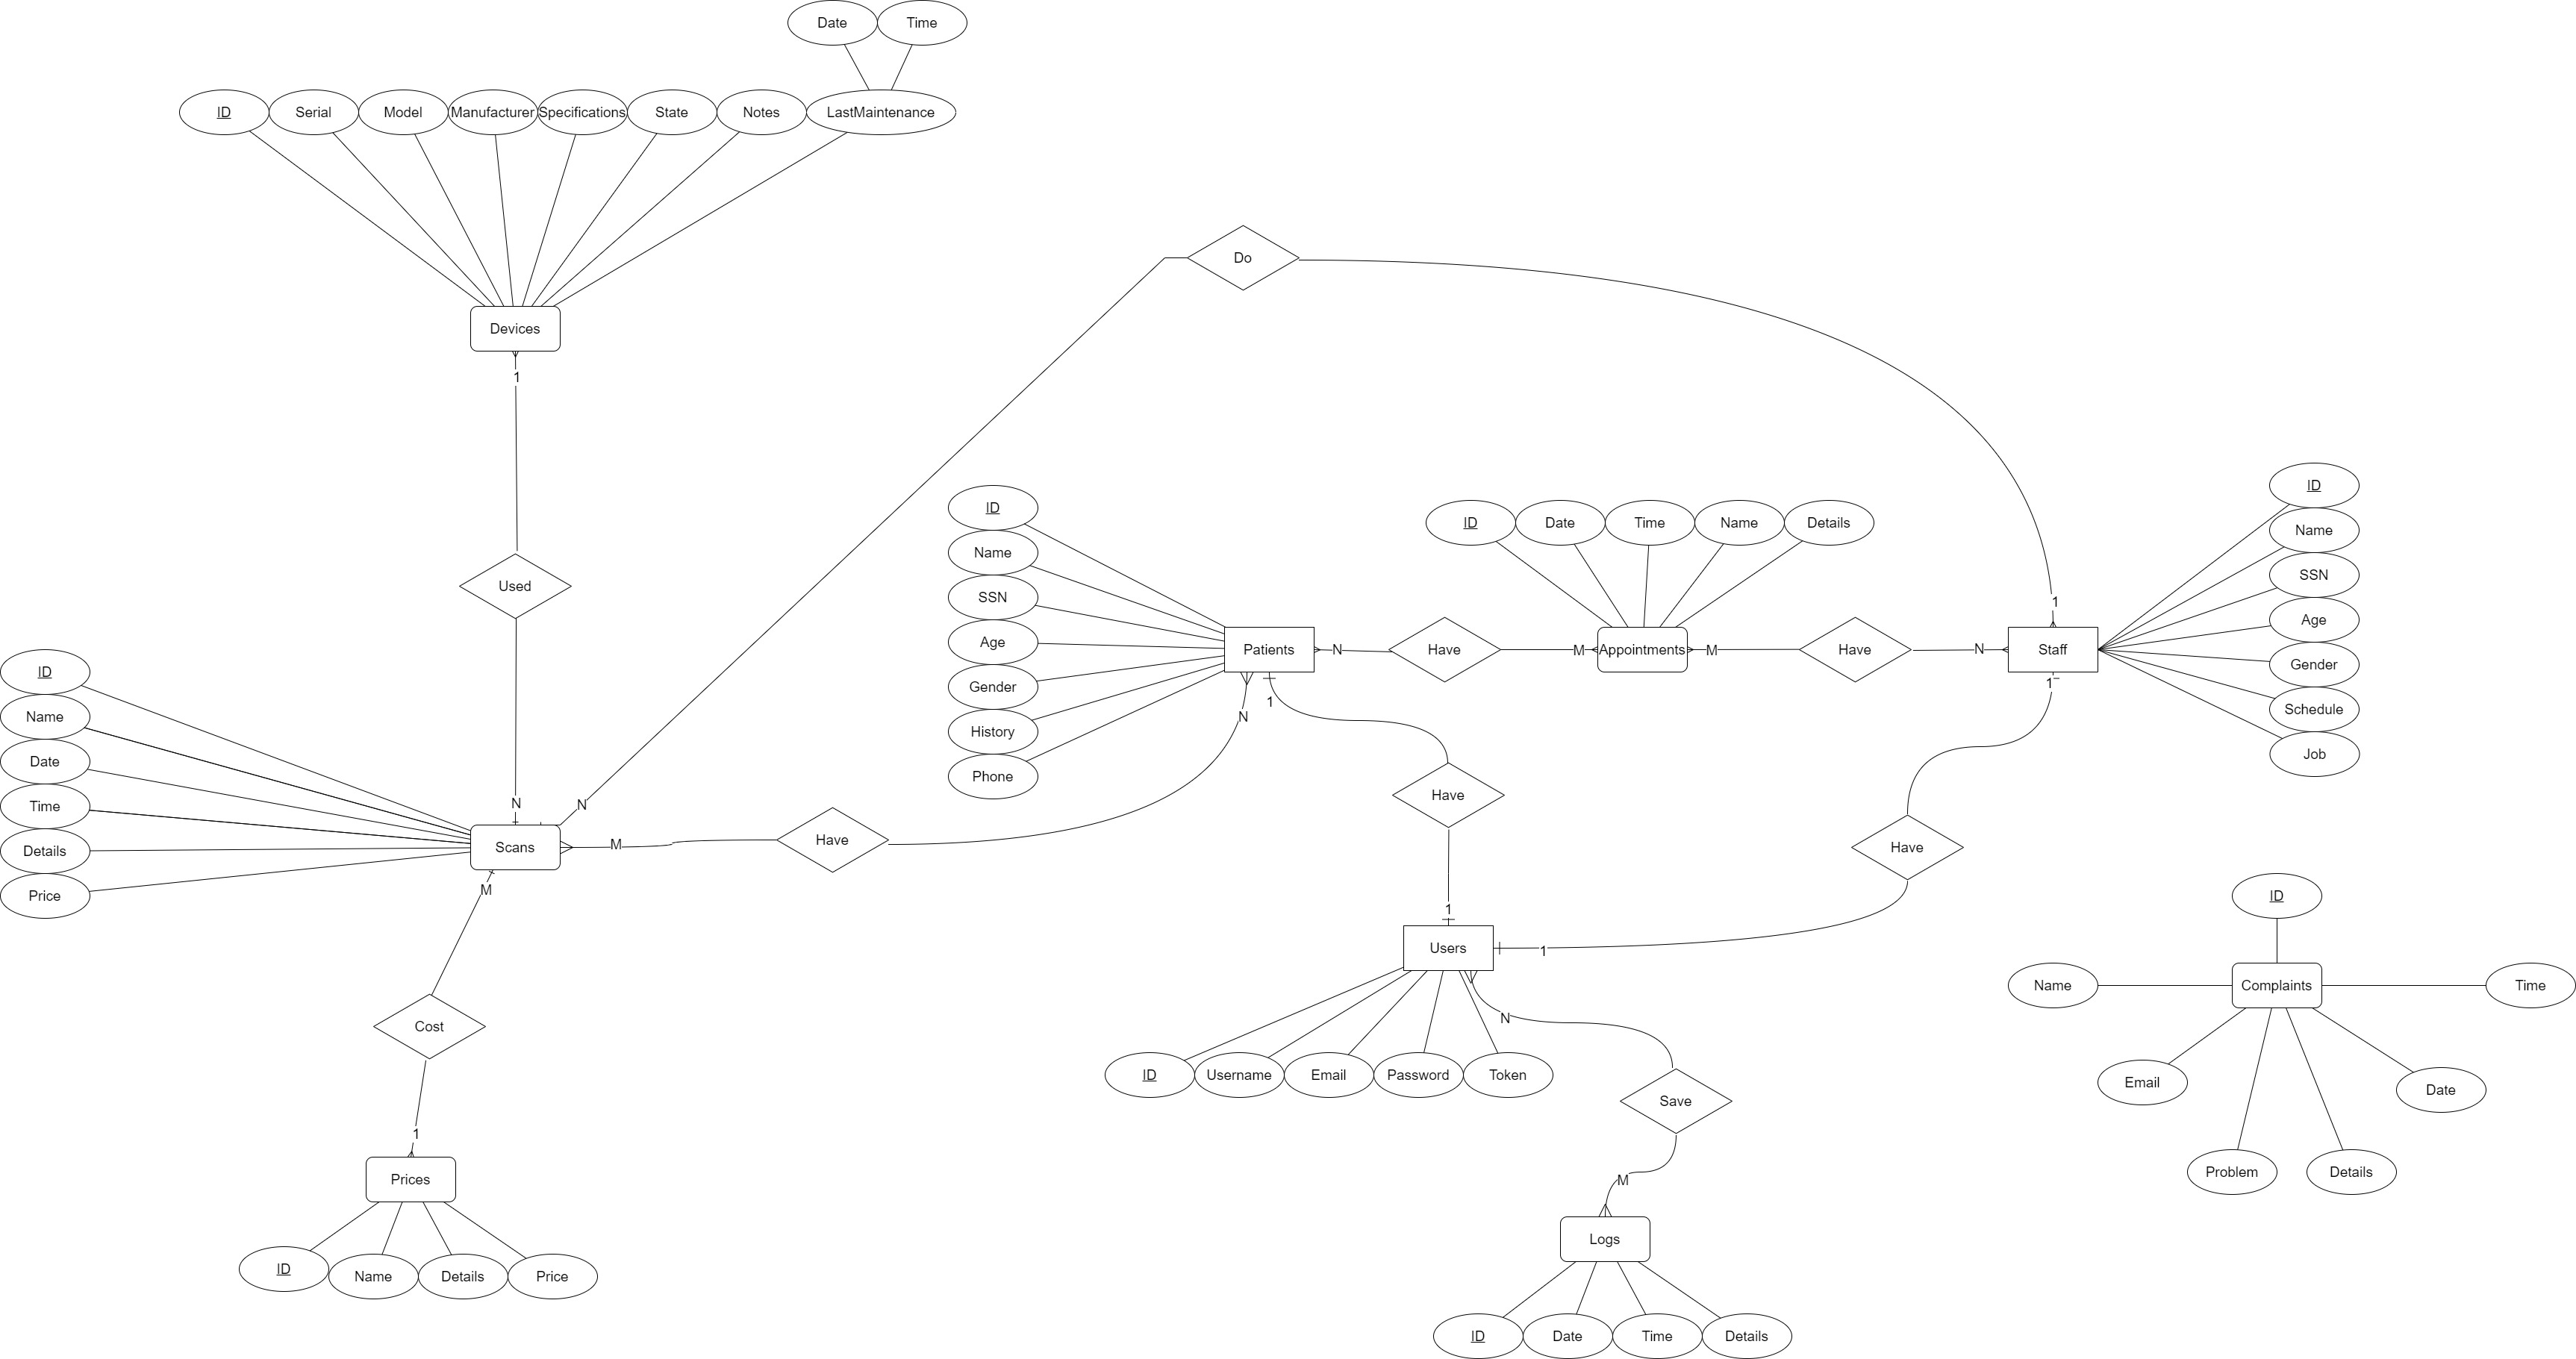 Date
Time
ID
Serial
Model
Manufacturer
Specifications
State
Notes
LastMaintenance
Do
Devices
1
Used
ID
Name
SSN
Age
Gender
History
Phone
ID
Date
Time
Name
Details
ID
Name
SSN
Age
Gender
Schedule
Job
1
Patients
N
Have
M
Appointments
M
Have
N
Staff
1
N
1
Have
Have
ID
Name
Date
Time
Details
Price
N
N
Scans
M
Have
M
1
Users
1
N
ID
Username
Email
Password
Token
Save
M
Logs
ID
Date
Time
Details
Cost
1
Prices
ID
Name
Details
Price
ID
Name
Complaints
Time
Email
Date
Problem
Details